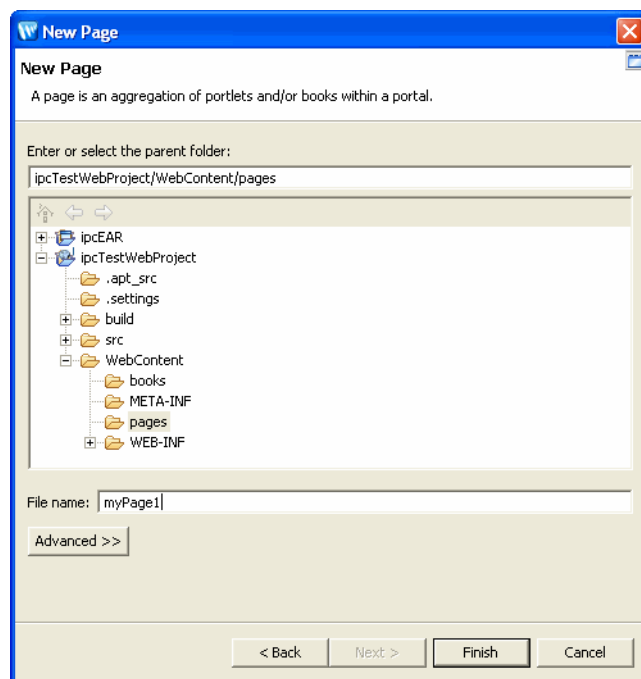 New Page
New Page
A page is an aggregation of portlets and/or books within a portal.
Enter or select the parent folder:
ipcTestWebProject/WebContent/pages
ipcEAR
ipcTestWebProject
.apt_src
.settings
build
src
WebContent
books
META-INF
pages
WEB-INF
File name: myPage1
Advanced >>
< Back Next > Finish Cancel